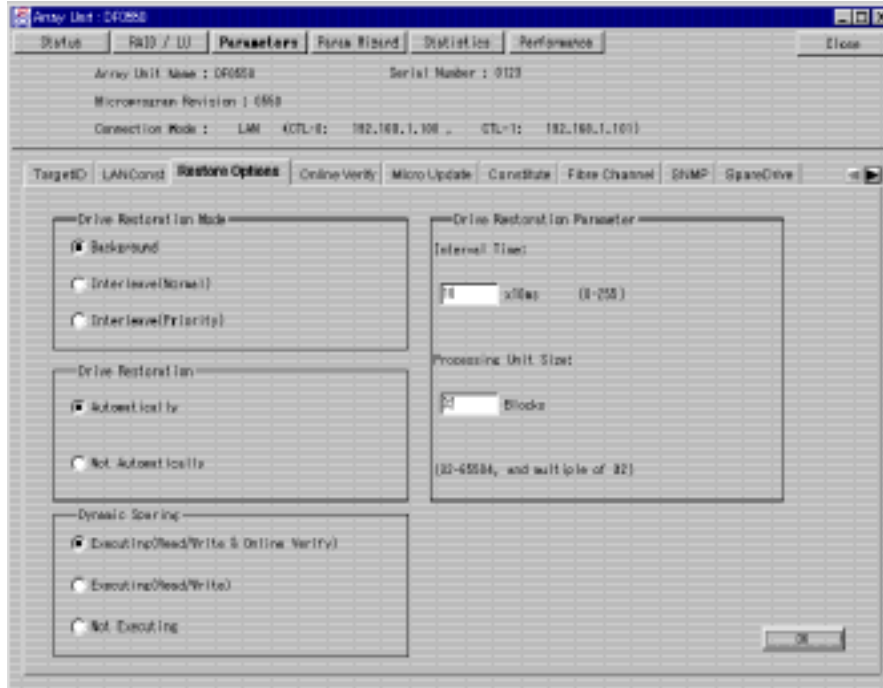 Array Unit : DF0550
Status RAID / LU Parameters Param Wizard Statistics Performance Close
Array Unit Name : DF0550 Serial Number : 0123
Microprogram Revision : 0550
Connection Mode : LAN (CTL-0: 192.168.1.100 , CTL-1: 192.168.1.101)
TargetID LANConst Restore Options Online Verify Micro Update Constitute Fibre Channel SNMP SpareDrive
Drive Restoration Mode
Background
Interleave(Normal)
Interleave(Priority)
Drive Restoration
Automatically
Not Automatically
Dynamic Sparing
Executing(Read/Write & Online Verify)
Executing(Read/Write)
Not Executing
Drive Restoration Parameter
Interval Time:
x10ms (0-255)
Processing Unit Size:
Blocks
and multiple of 32)
OK